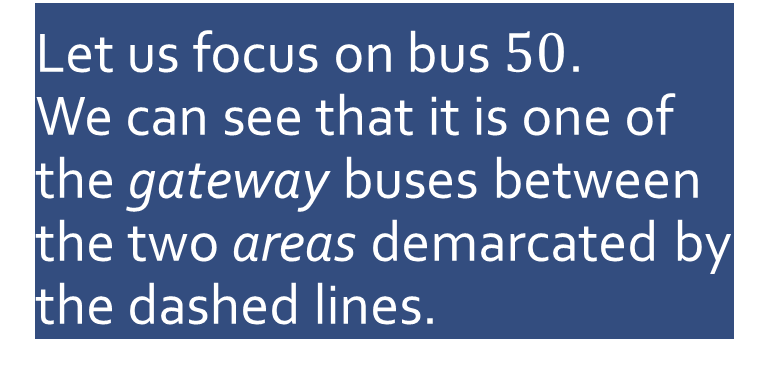 Let us focus on bus 50.
We can see that it is one of
the gateway buses between
the two areas demarcated by
the dashed lines.